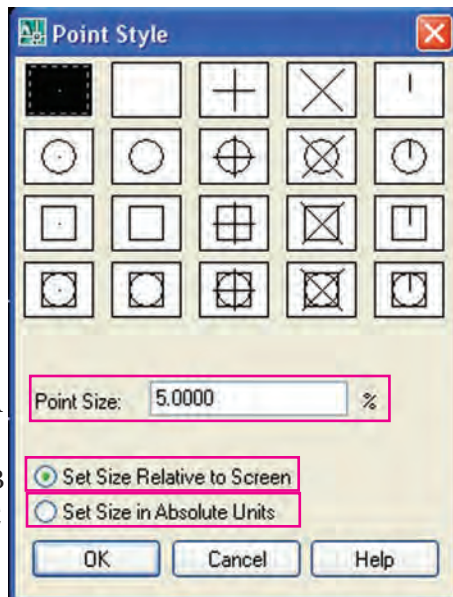 Point Style
Point Size: 5.0000 %
Set Size Relative to Screen
Set Size in Absolute Units
OK Cancel Help